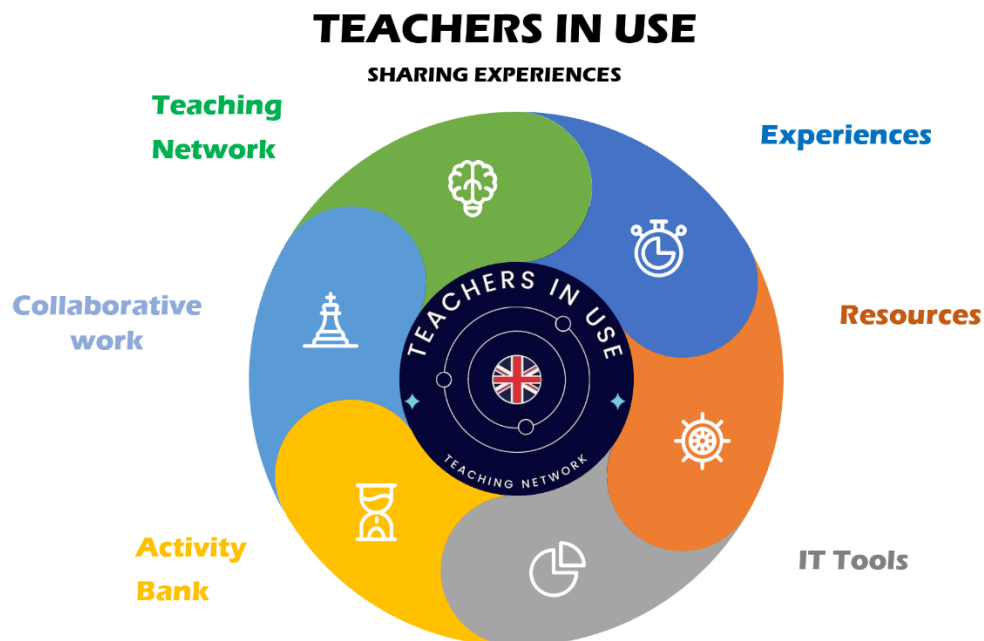 TEACHERS IN USE
SHARING EXPERIENCES
Teaching
Network
Experiences
Collaborative
work
Resources
TEACHERS IN USE
TEACHING NETWORK
Activity
Bank
IT Tools